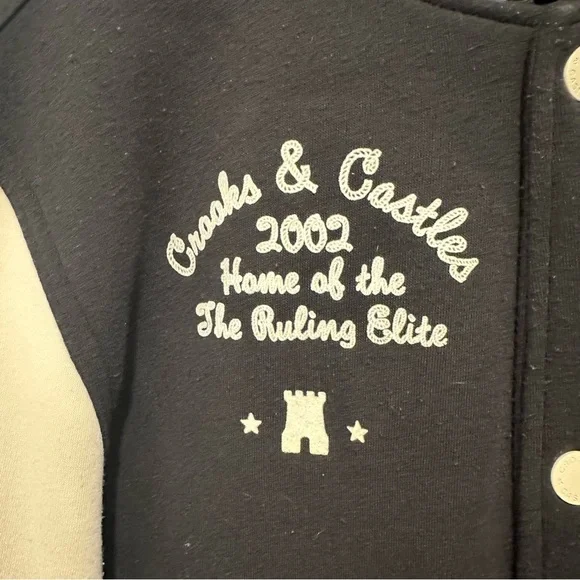 Crooks & Castles
2002
Home of the
The Ruling Elite